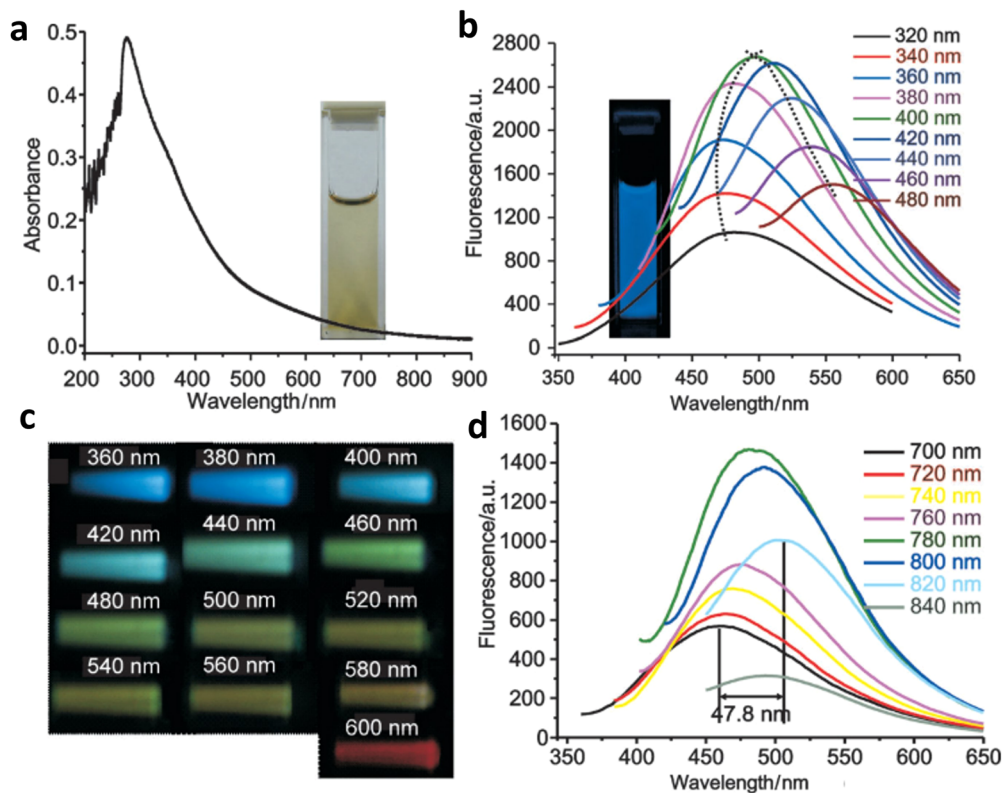 a
0.5
0.4
0.3
0.2
0.1
0.0
Absorbance
200 300 400 500 600 700 800 900
Wavelength/nm
b
2800
2400
2000
1600
1200
800
400
0
Fluorescence/a.u.
350 400 450 500 550 600 650
Wavelength/nm
320 nm
340 nm
360 nm
380 nm
400 nm
420 nm
440 nm
460 nm
480 nm
c
360 nm 380 nm 400 nm
420 nm 440 nm 460 nm
480 nm 500 nm 520 nm
540 nm 560 nm 580 nm
600 nm
d
1600
1400
1200
1000
800
600
400
200
0
Fluorescence/a.u.
350 400 450 500 550 600 650
Wavelength/nm
700 nm
720 nm
740 nm
760 nm
780 nm
800 nm
820 nm
840 nm
47.8 nm